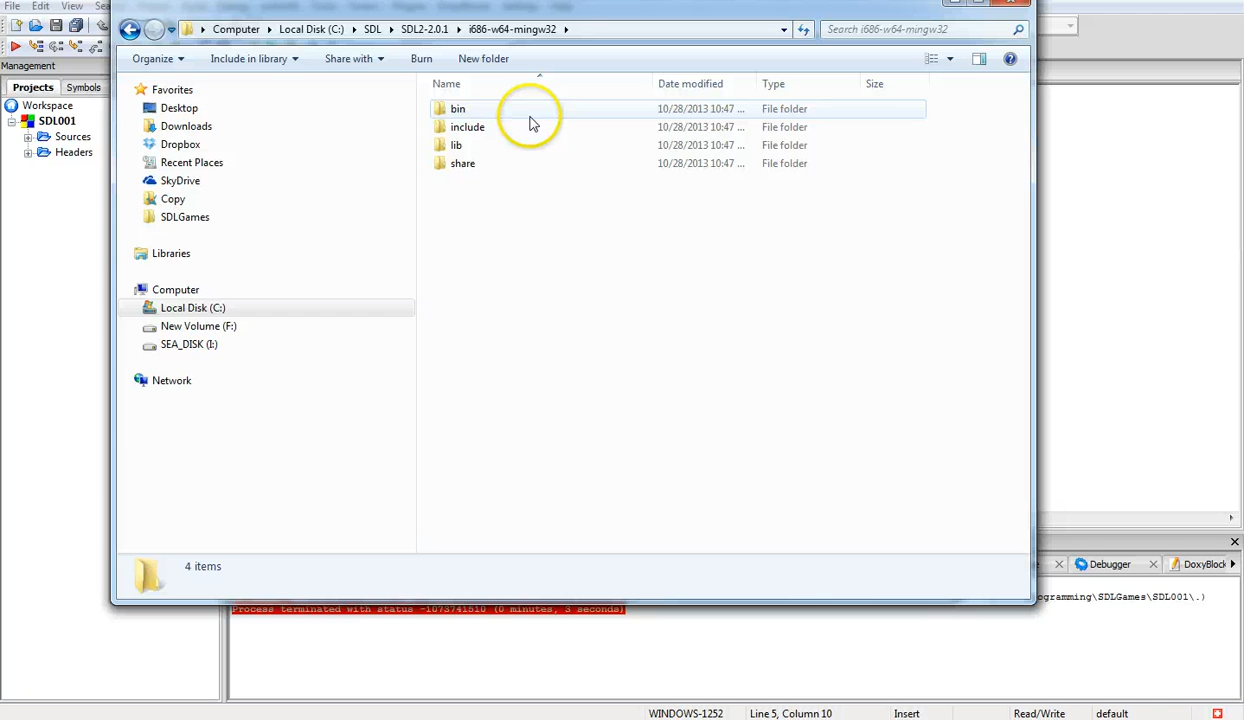 File Edit View Sea
Computer Local Disk (C:) SDL SDL2-2.0.1 i686-w64-mingw32
Search i686-w64-mingw32
Organize Include in library Share with Burn New folder
Management
Projects Symbols
Workspace
SDL001
Sources
Headers
Favorites
Desktop
Downloads
Dropbox
Recent Places
SkyDrive
Copy
SDLGames
Libraries
Computer
Local Disk (C:)
New Volume (F:)
SEA_DISK (I:)
Network
Name Date modified Type Size
bin 10/28/2013 10:47 ... File folder
include 10/28/2013 10:47 ... File folder
lib 10/28/2013 10:47 ... File folder
share 10/28/2013 10:47 ... File folder
4 items
Debugger DoxyBlock
ogramming\SDLGames\SDL001\.)
Process terminated with status -1073741510 (0 minutes, 3 seconds)
WINDOWS-1252 Line 5, Column 10 Insert Read/Write default